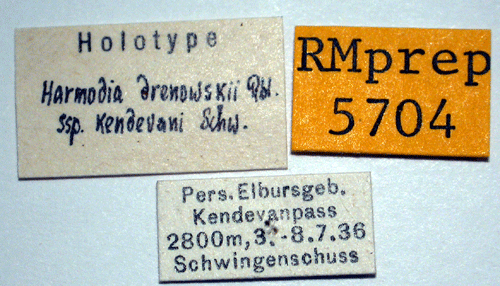 Holotype
Harmodia drenowskii Rbl.
ssp. Kendevani Schw.
RMprep
5704
Pers. Elbursgeb.
Kendevanpass
2800m, 3.-8.7.36
Schwingenschuss